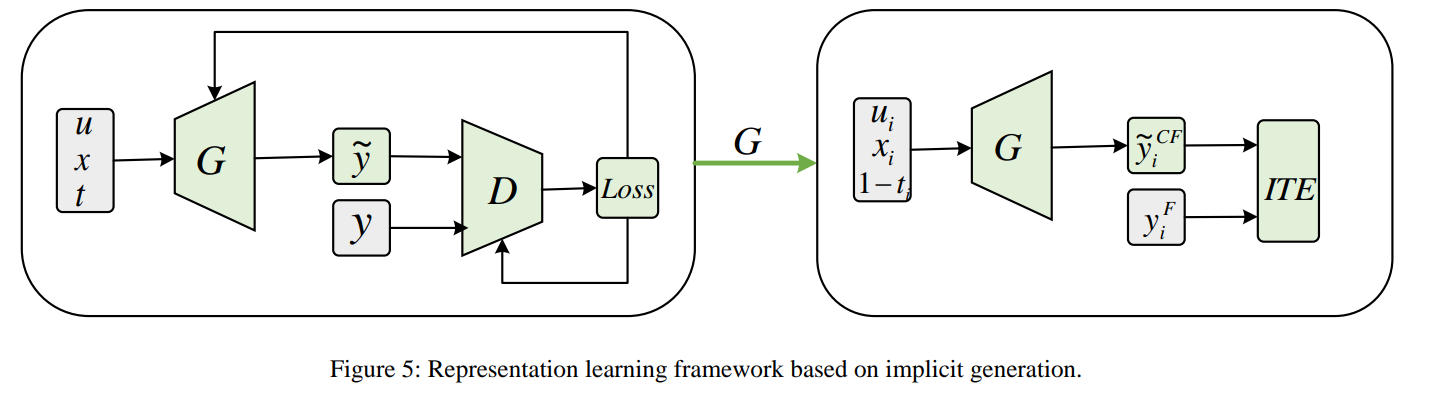 u
x
t
G
ỹ
y
D
Loss
G
u_i
x_i
1−t_i
G
ỹ_i^{CF}
y_i^F
ITE
Figure 5: Representation learning framework based on implicit generation.